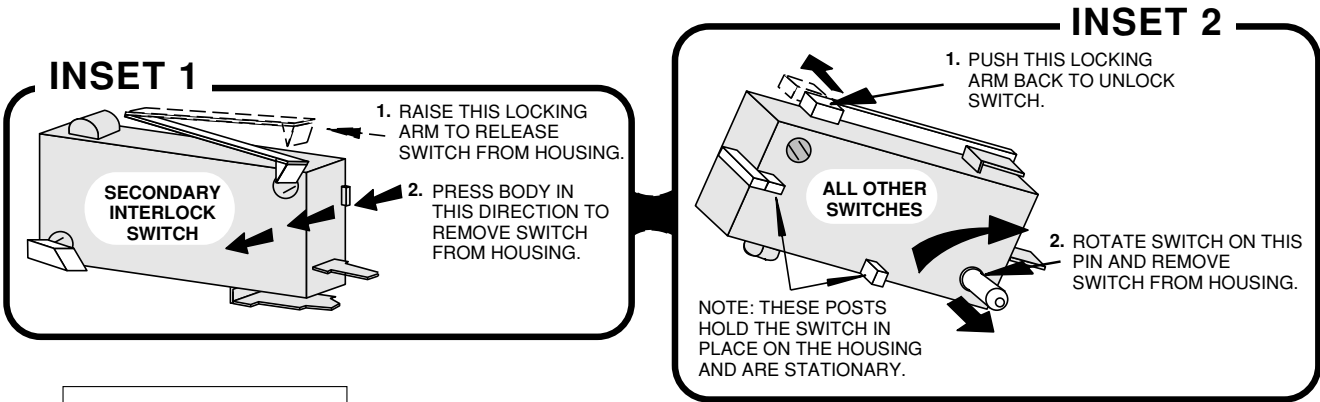 INSET 1
1. RAISE THIS LOCKING
ARM TO RELEASE
SWITCH FROM HOUSING.
SECONDARY
INTERLOCK
SWITCH
2. PRESS BODY IN
THIS DIRECTION TO
REMOVE SWITCH
FROM HOUSING.
INSET 2
1. PUSH THIS LOCKING
ARM BACK TO UNLOCK
SWITCH.
ALL OTHER
SWITCHES
2. ROTATE SWITCH ON THIS
PIN AND REMOVE
SWITCH FROM HOUSING.
NOTE: THESE POSTS
HOLD THE SWITCH IN
PLACE ON THE HOUSING
AND ARE STATIONARY.